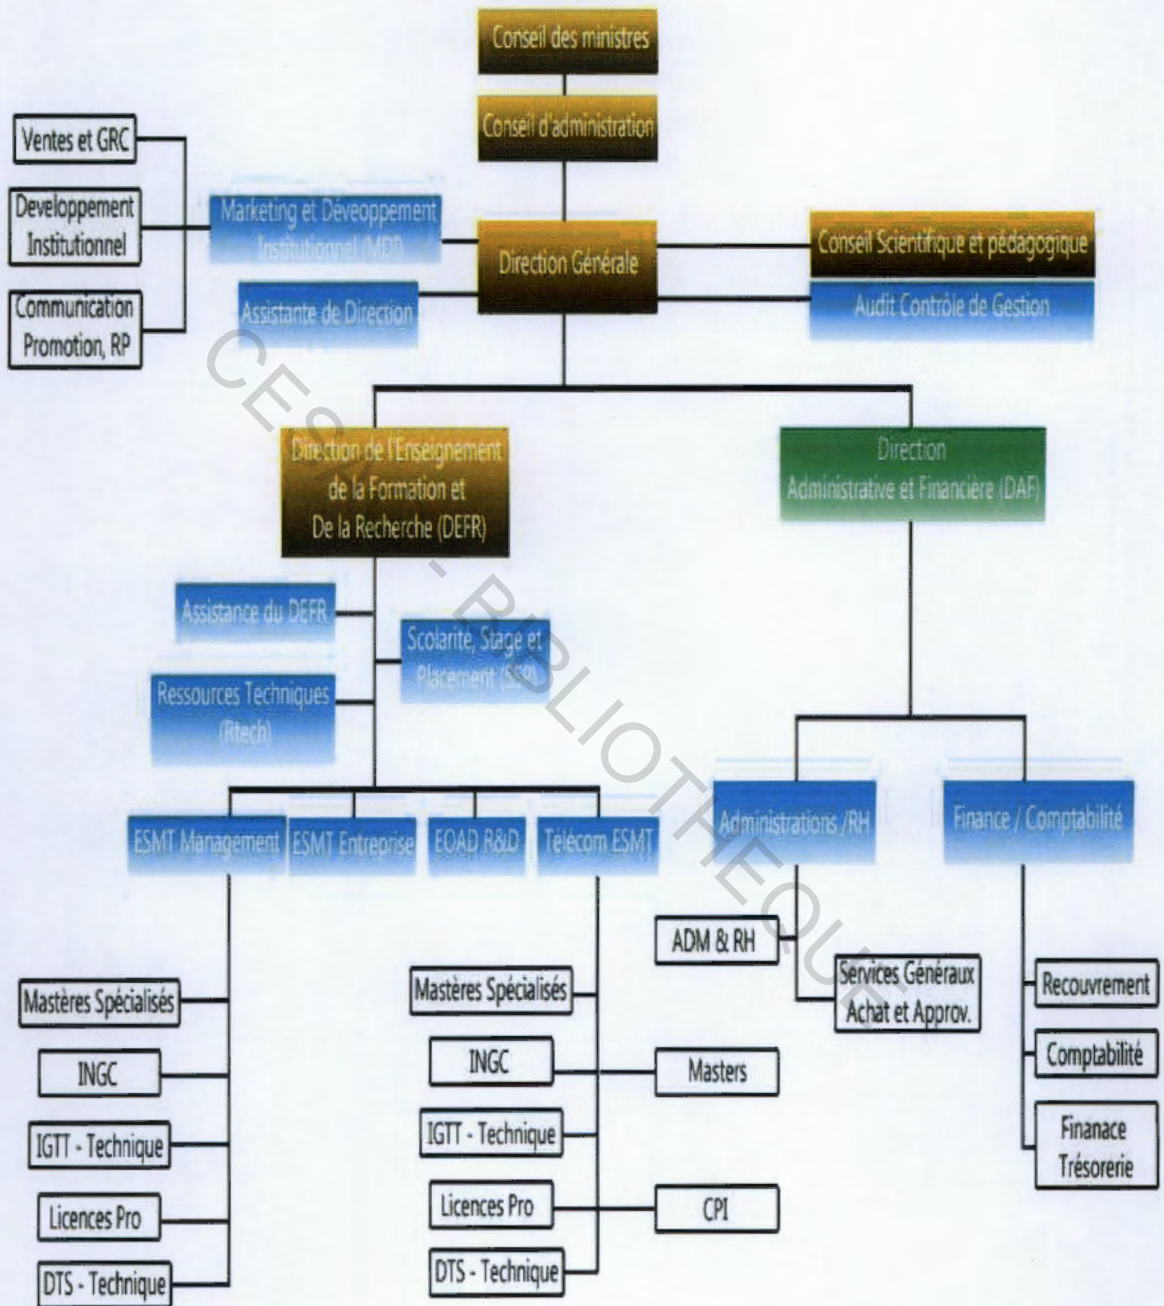 Conseil des ministres
Conseil d'administration
Ventes et GRC
Developpement
Institutionnel
Communication
Promotion, RP
Marketing et Déveoppement
Institutionnel (MDI)
Assistante de Direction
Direction Générale
Conseil Scientifique et pédagogique
Audit Contrôle de Gestion
Direction de l'Enseignement
de la Formation et
De la Recherche (DEFR)
Direction
Administrative et Financière (DAF)
Assistance du DEFR
Scolarité, Stage et
Placement (SSP)
Ressources Techniques
(Rtech)
ESMT Management
ESMT Entreprise
EOAD R&D
Télécom ESMT
Administrations /RH
Finance / Comptabilité
Mastères Spécialisés
INGC
IGTT - Technique
Licences Pro
DTS - Technique
Mastères Spécialisés
INGC
IGTT - Technique
Licences Pro
DTS - Technique
Masters
CPI
ADM & RH
Services Généraux
Achat et Approv.
Recouvrement
Comptabilité
Finanace
Trésorerie
CESAG - BIBLIOTHEQUE